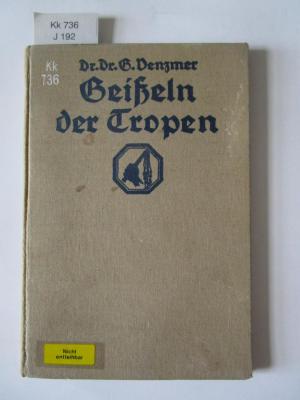 Kk 736
J 192
Kk
736
Dr. Dr. G. Venzmer
Geißeln
der Tropen
Nicht
entleihbar